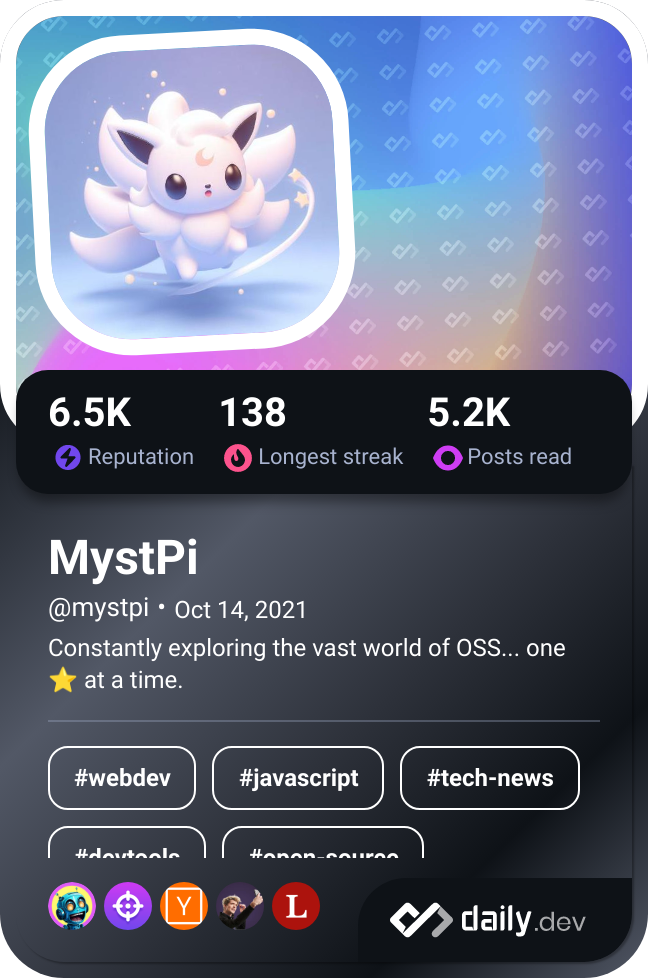 6.5K 138 5.2K
Reputation Longest streak Posts read
MystPi
@mystpi • Oct 14, 2021
Constantly exploring the vast world of OSS... one
⭐ at a time.
#webdev #javascript #tech-news
#devtools #open-source
Y L daily.dev